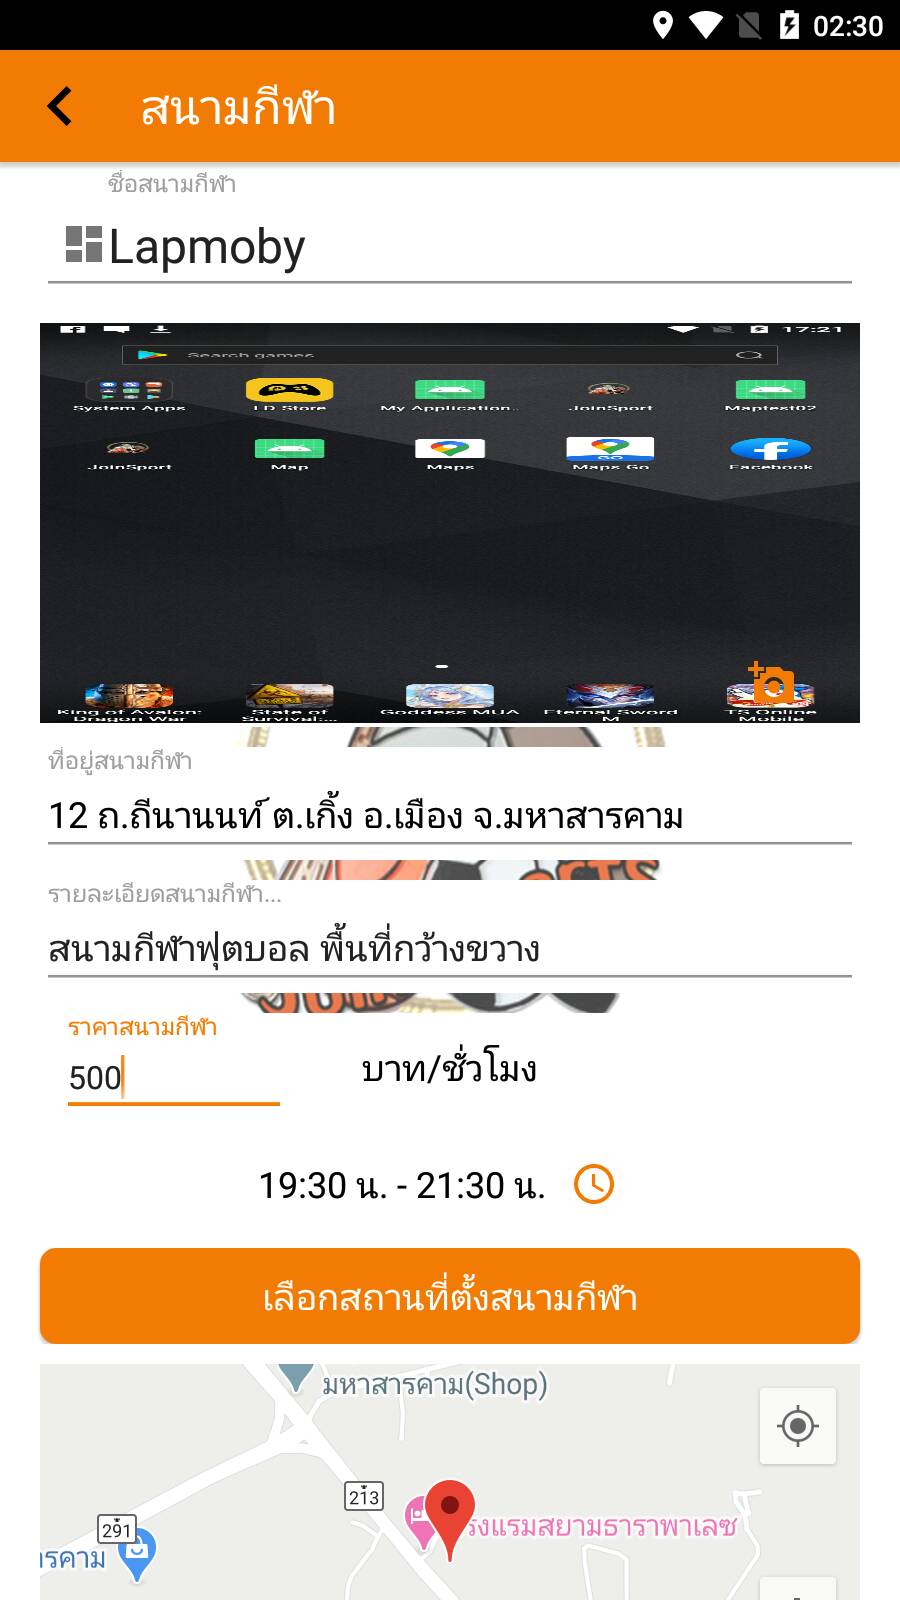 02:30
สนามกีฬา
ชื่อสนามกีฬา
Lapmoby
17:21
Search games
System Apps LD Store My Application.. JoinSport Maptest02
JoinSport Map Maps Maps Go Facebook
King of Avalon: Dragon War State of Survival:... Goddess MUA Eternal Sword M TS Online Mobile
ที่อยู่สนามกีฬา
12 ถ.ถีนานนท์ ต.เกิ้ง อ.เมือง จ.มหาสารคาม
รายละเอียดสนามกีฬา...
สนามกีฬาฟุตบอล พื้นที่กว้างขวาง
ราคาสนามกีฬา
500 บาท/ชั่วโมง
19:30 น. - 21:30 น.
เลือกสถานที่ตั้งสนามกีฬา
มหาสารคาม(Shop)
213
รงแรมสยามธาราพาเลซ
291
ารคาม